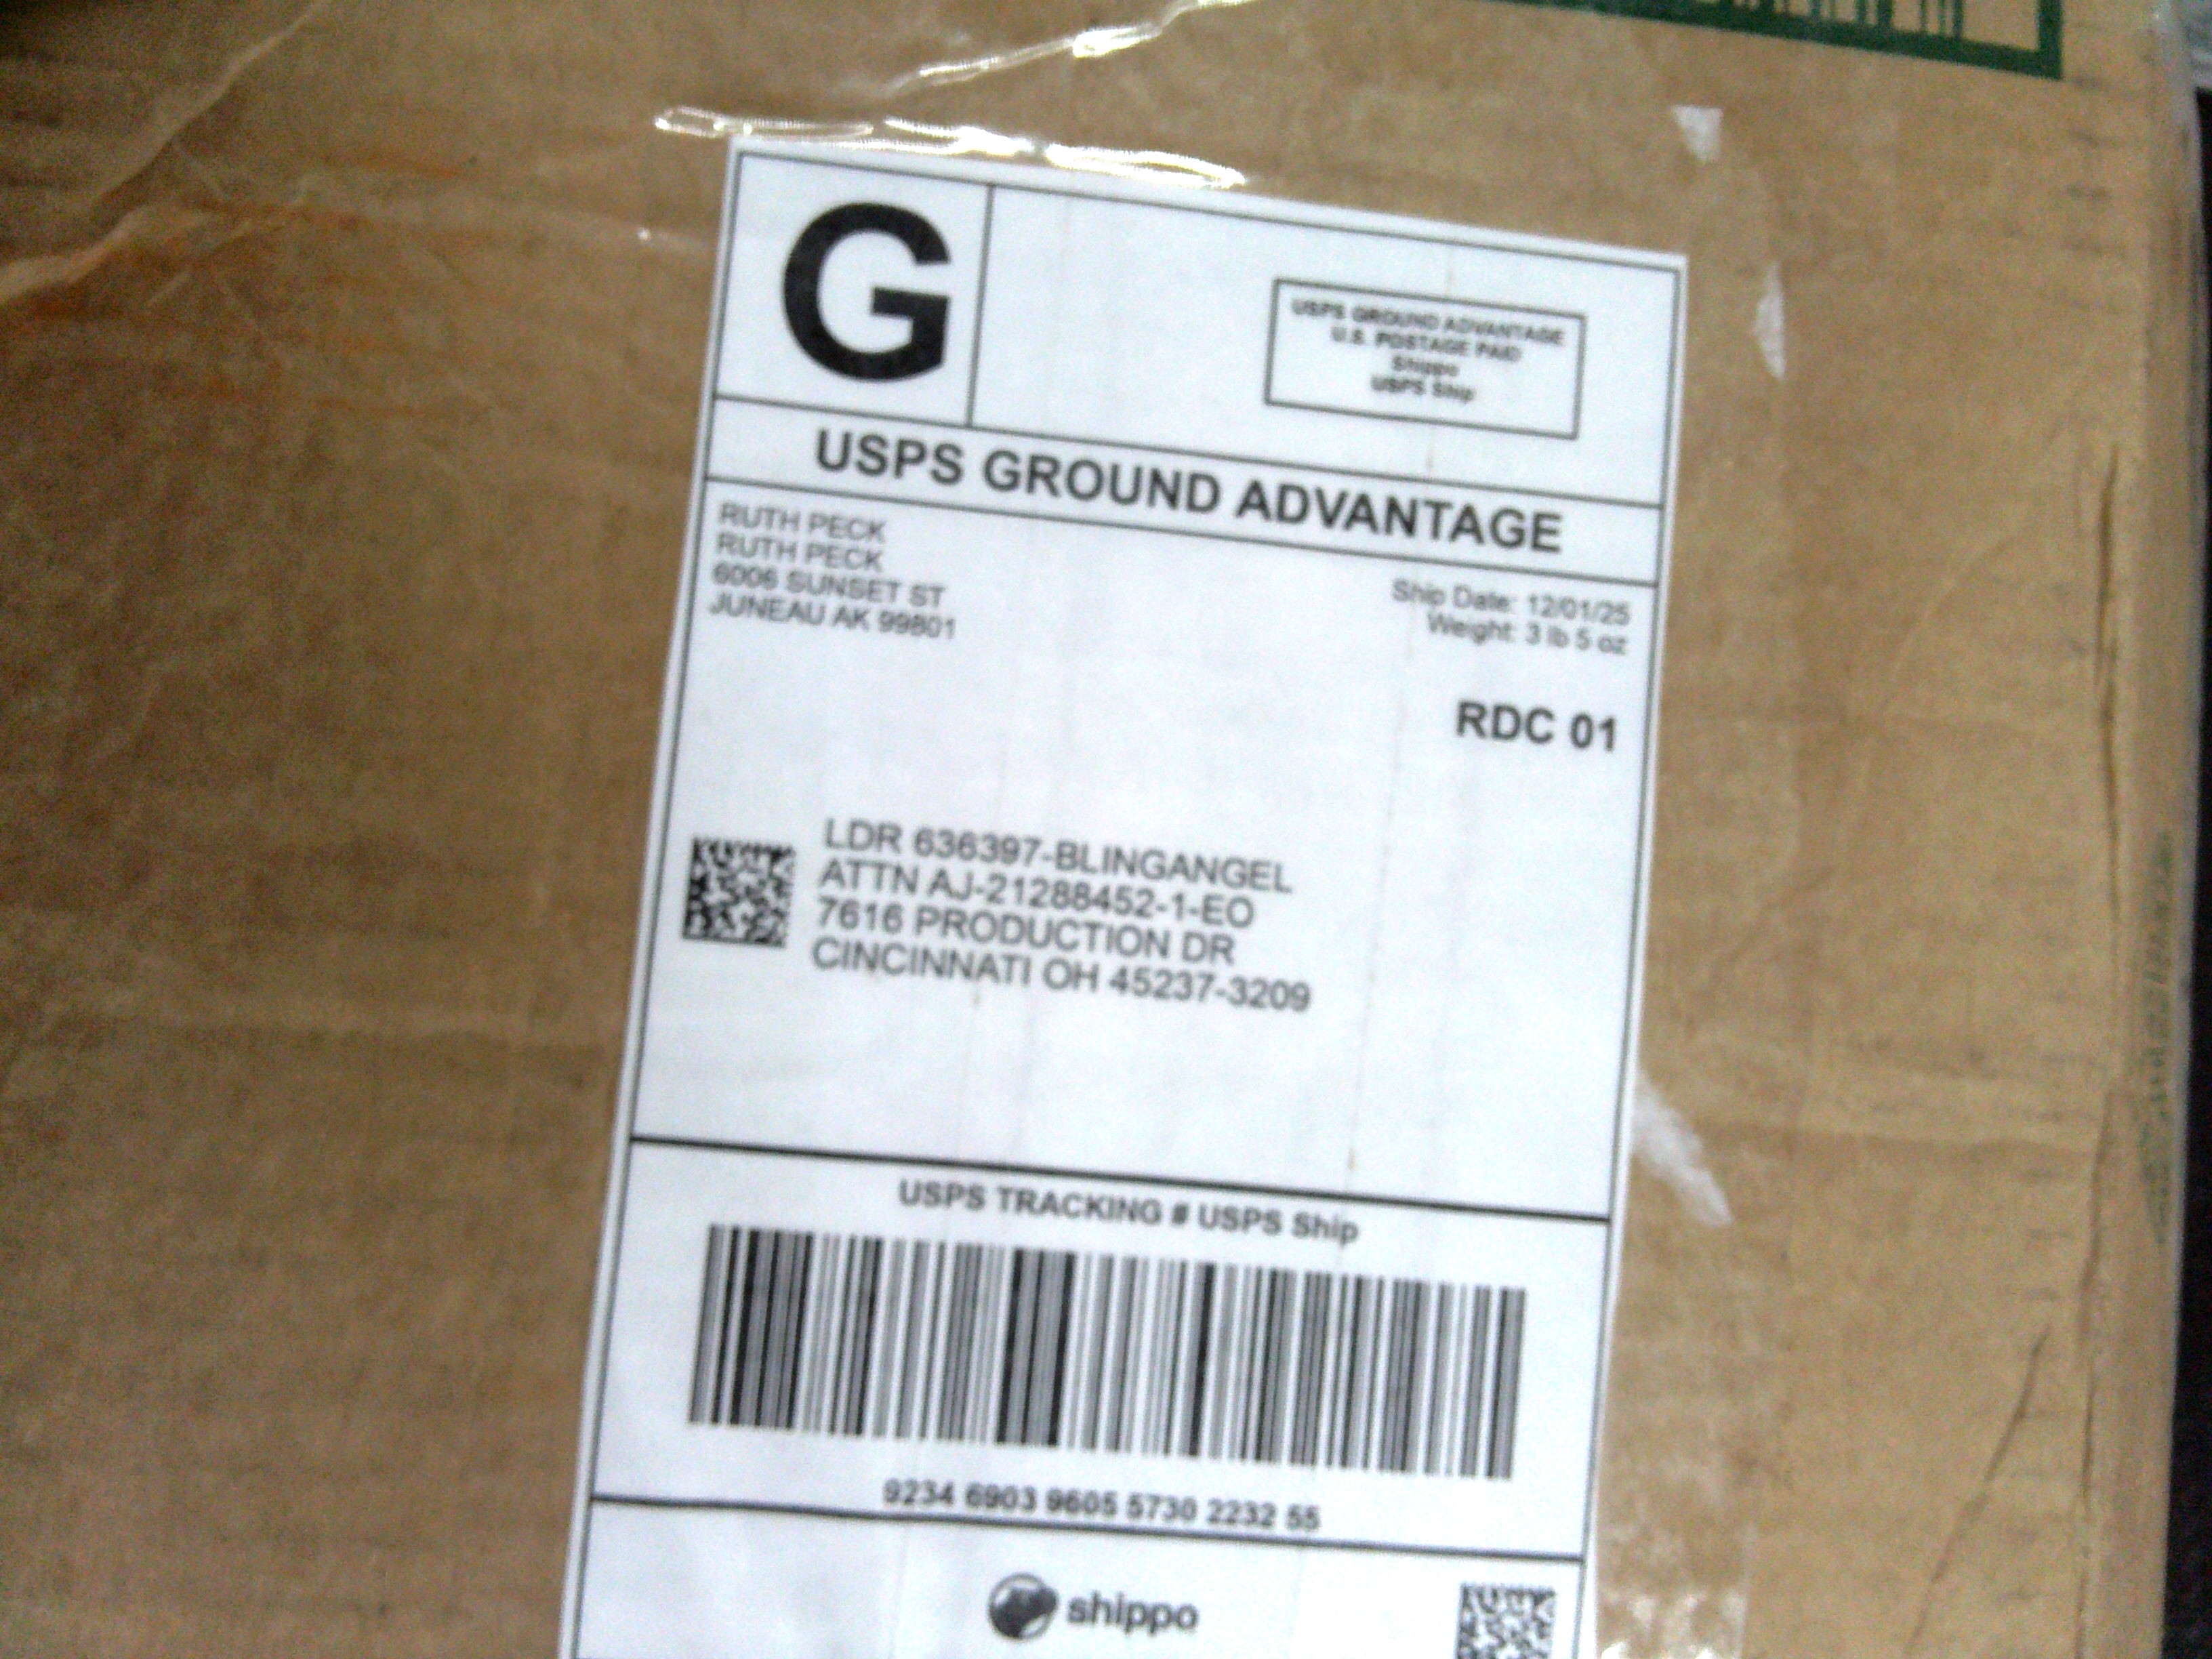 G
USPS GROUND ADVANTAGE
U.S. POSTAGE PAID
Shippo
USPS Ship
USPS GROUND ADVANTAGE
RUTH PECK
RUTH PECK
6006 SUNSET ST
JUNEAU AK 99801
Ship Date: 12/01/25
Weight: 3 lb 5 oz
RDC 01
LDR 636397-BLINGANGEL
ATTN AJ-21288452-1-EO
7616 PRODUCTION DR
CINCINNATI OH 45237-3209
USPS TRACKING # USPS Ship
9234 6903 9605 5730 2232 55
shippo